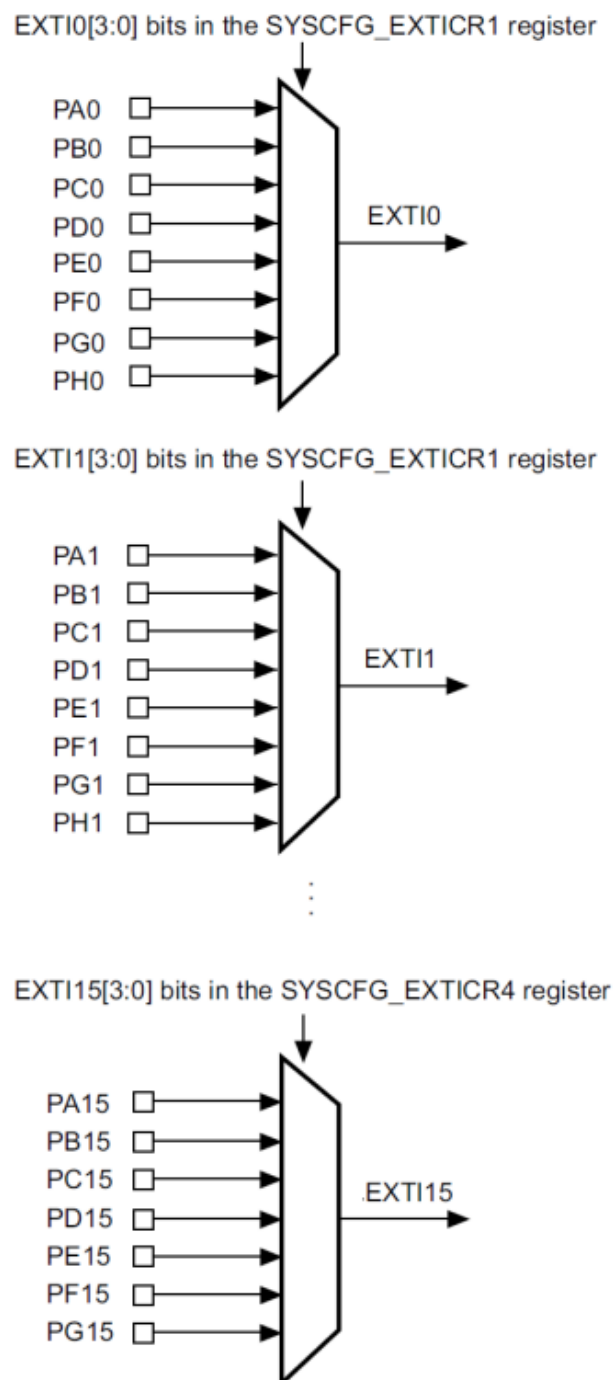 EXTI0[3:0] bits in the SYSCFG_EXTICR1 register
PA0
PB0
PC0
PD0
EXTI0
PE0
PF0
PG0
PH0
EXTI1[3:0] bits in the SYSCFG_EXTICR1 register
PA1
PB1
PC1
PD1
EXTI1
PE1
PF1
PG1
PH1
EXTI15[3:0] bits in the SYSCFG_EXTICR4 register
PA15
PB15
PC15
PD15
EXTI15
PE15
PF15
PG15